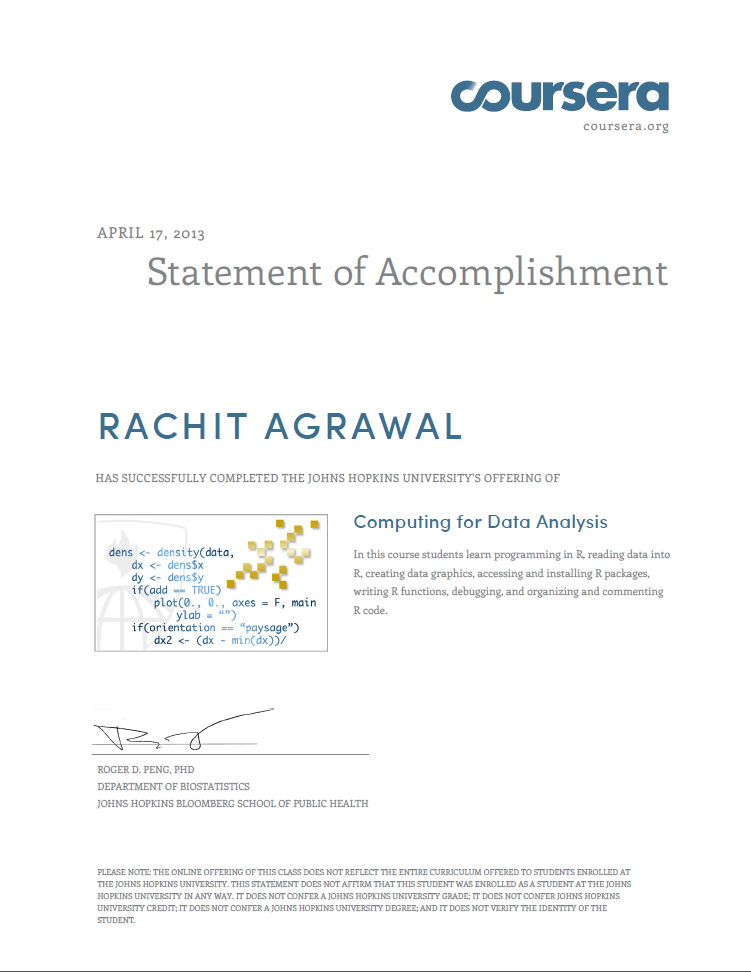 coursera
coursera.org
APRIL 17, 2013
Statement of Accomplishment
RACHIT AGRAWAL
HAS SUCCESSFULLY COMPLETED THE JOHNS HOPKINS UNIVERSITY'S OFFERING OF
dens <- density(data,
dx <- dens$x
dy <- dens$y
if(add == TRUE)
plot(0., 0., axes = F, main
ylab = “”)
if(orientation == “paysage”)
dx2 <- (dx - min(dx))/
Computing for Data Analysis
In this course students learn programming in R, reading data into
R, creating data graphics, accessing and installing R packages,
writing R functions, debugging, and organizing and commenting
R code.
ROGER D. PENG, PHD
DEPARTMENT OF BIOSTATISTICS
JOHNS HOPKINS BLOOMBERG SCHOOL OF PUBLIC HEALTH
PLEASE NOTE: THE ONLINE OFFERING OF THIS CLASS DOES NOT REFLECT THE ENTIRE CURRICULUM OFFERED TO STUDENTS ENROLLED AT
THE JOHNS HOPKINS UNIVERSITY. THIS STATEMENT DOES NOT AFFIRM THAT THIS STUDENT WAS ENROLLED AS A STUDENT AT THE JOHNS
HOPKINS UNIVERSITY IN ANY WAY. IT DOES NOT CONFER A JOHNS HOPKINS UNIVERSITY GRADE; IT DOES NOT CONFER JOHNS HOPKINS
UNIVERSITY CREDIT; IT DOES NOT CONFER A JOHNS HOPKINS UNIVERSITY DEGREE; AND IT DOES NOT VERIFY THE IDENTITY OF THE
STUDENT.